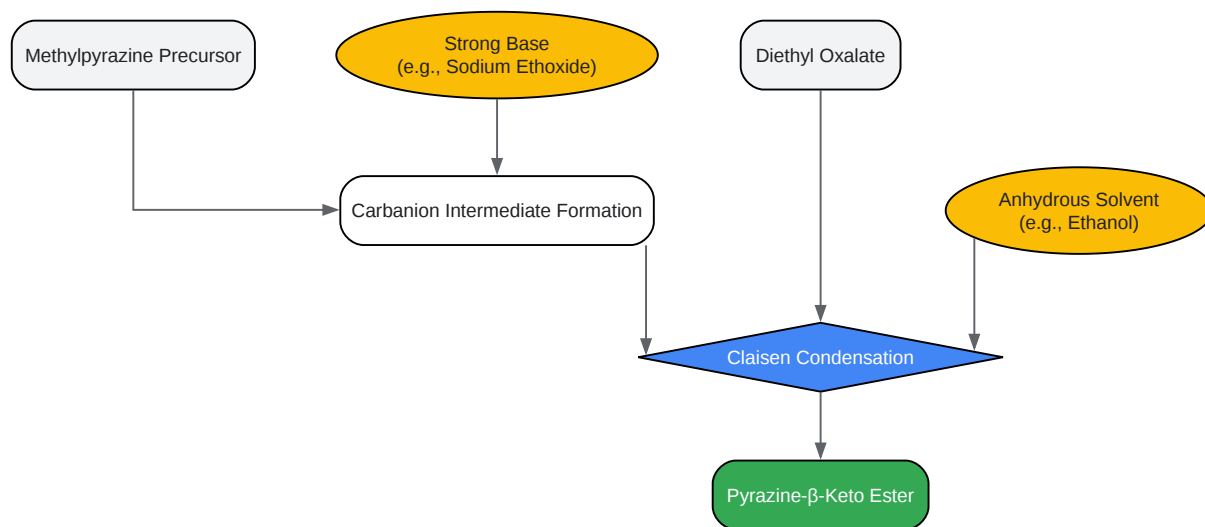 Methylpyrazine Precursor
Strong Base
(e.g., Sodium Ethoxide)
Diethyl Oxalate
Carbanion Intermediate Formation
Anhydrous Solvent
(e.g., Ethanol)
Claisen Condensation
Pyrazine-β-Keto Ester